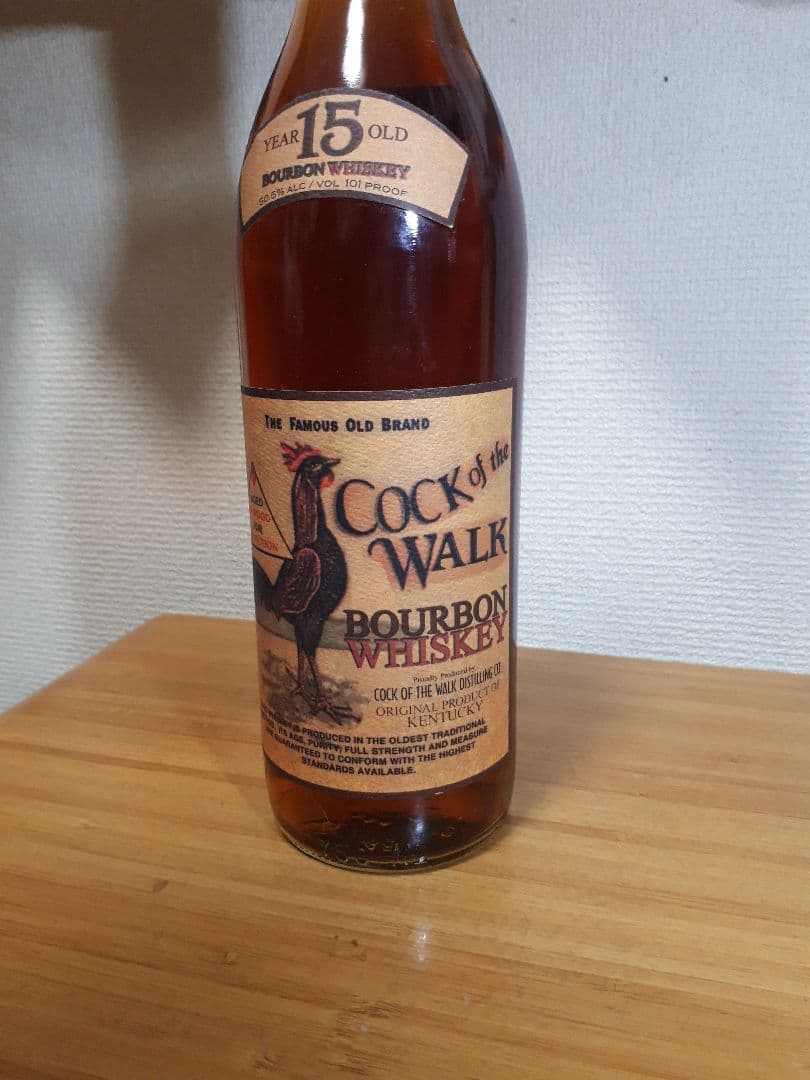 YEAR 15 OLD
BOURBON WHISKEY
50.5% ALC / VOL 101 PROOF
THE FAMOUS OLD BRAND
COCK of the
WALK
BOURBON
WHISKEY
Proudly Produced by
COCK OF THE WALK DISTILLING CO.
ORIGINAL PRODUCT OF
KENTUCKY
WHISKEY IS PRODUCED IN THE OLDEST TRADITIONAL
ITS AGE, PURITY, FULL STRENGTH AND MEASURE
GUARANTEED TO CONFORM WITH THE HIGHEST
STANDARDS AVAILABLE.